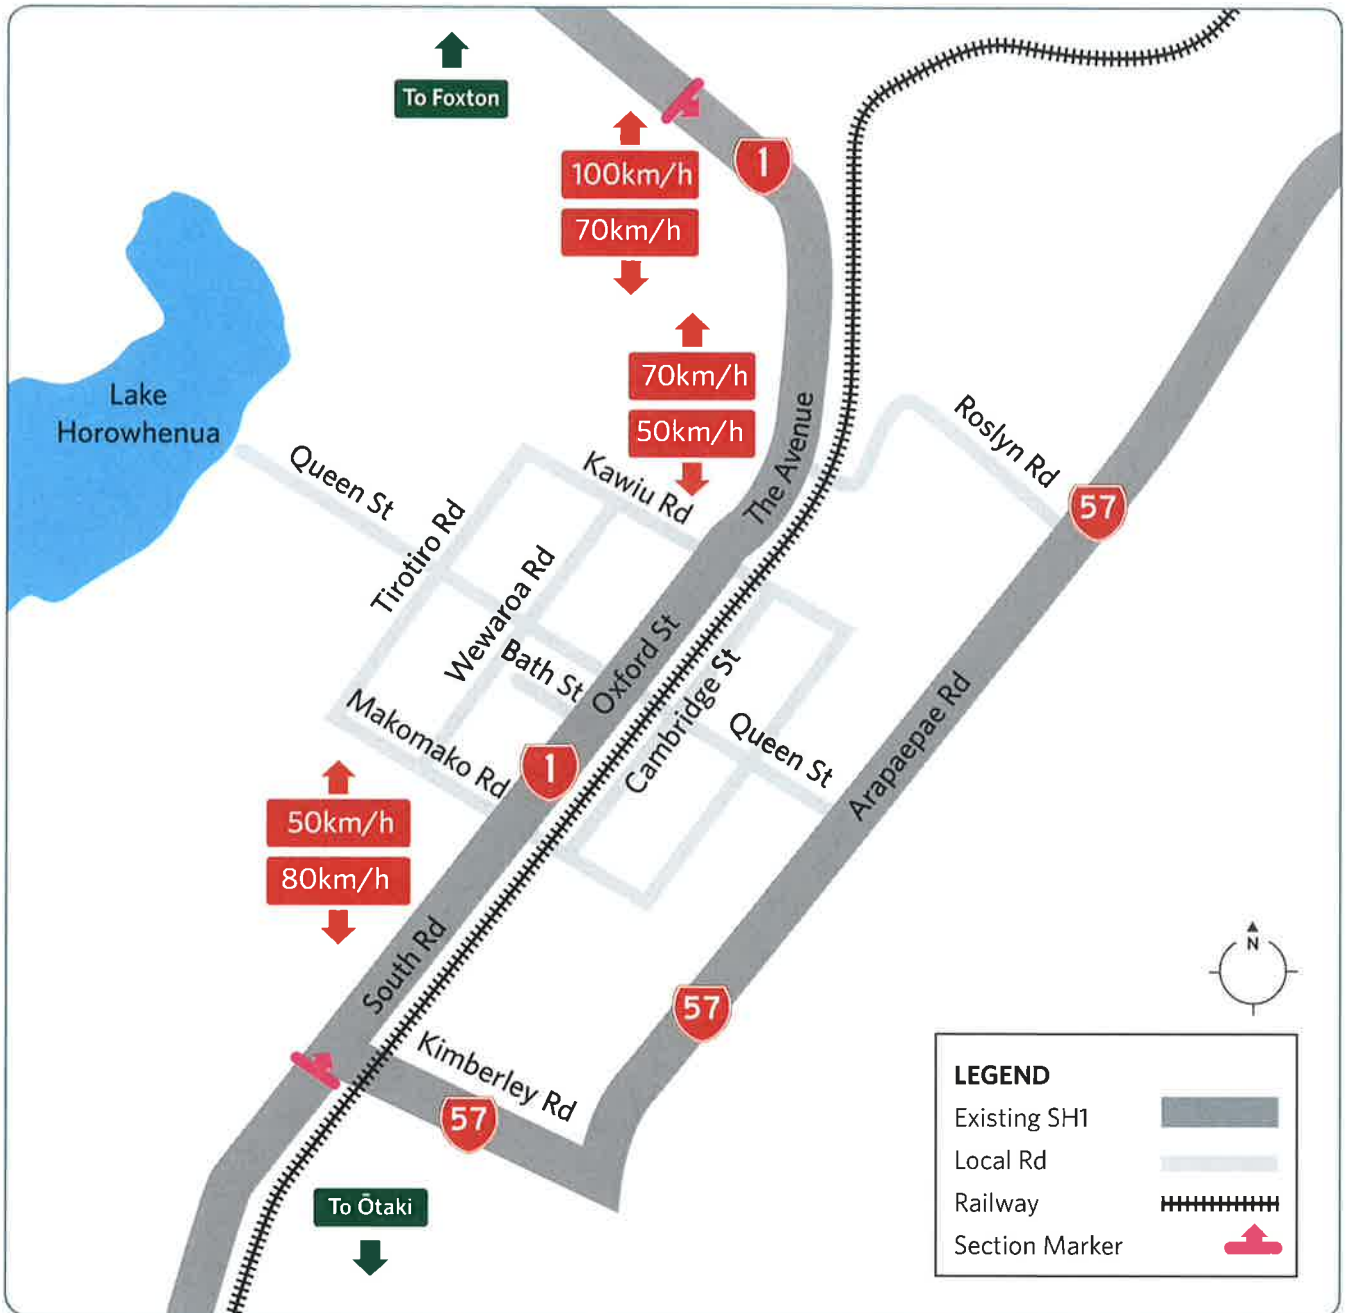 To Foxton
1
100km/h
70km/h
70km/h
50km/h
Lake
Horowhenua
The Avenue
Roslyn Rd
Queen St
Kawiu Rd
57
Tirotiro Rd
Wewaroa Rd
Bath St
Oxford St
Cambridge St
Makomako Rd
Queen St
Arapaepae Rd
1
50km/h
80km/h
South Rd
57
Kimberley Rd
57
To Ōtaki
N
LEGEND
Existing SH1
Local Rd
Railway
Section Marker